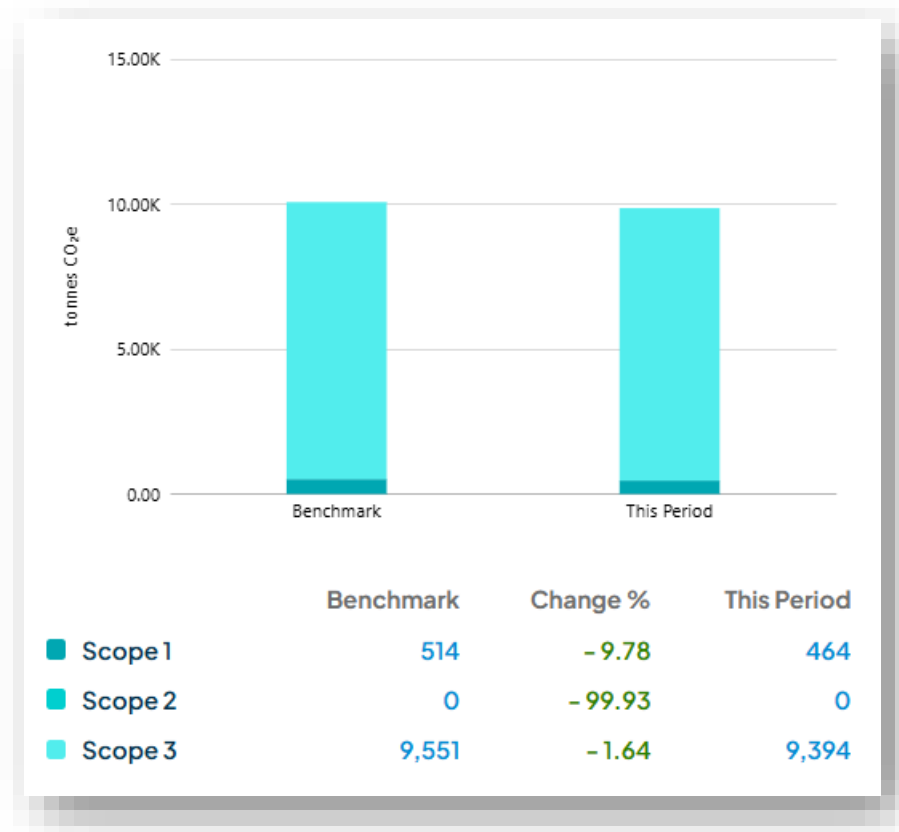 15.00K
10.00K
5.00K
0.00
tonnes CO₂e
Benchmark This Period
Benchmark Change % This Period
Scope 1 514 -9.78 464
Scope 2 0 -99.93 0
Scope 3 9,551 -1.64 9,394